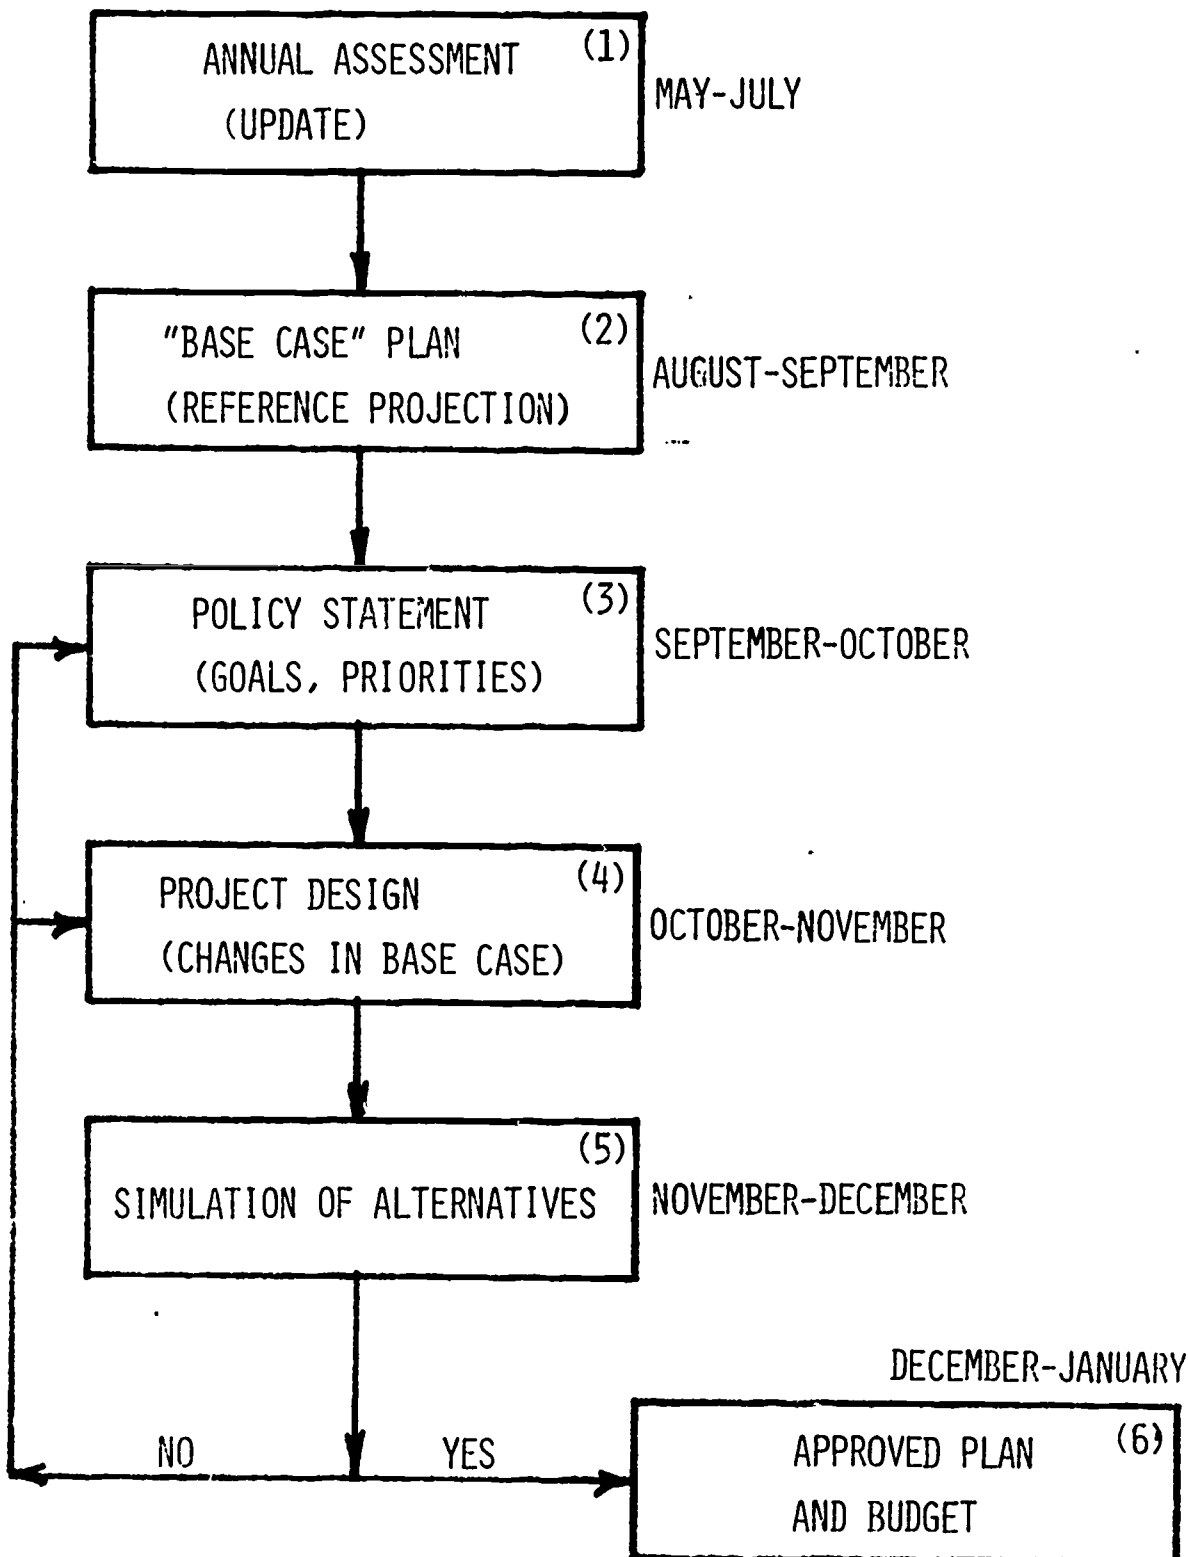 (1)
ANNUAL ASSESSMENT
(UPDATE)
MAY-JULY
(2)
"BASE CASE" PLAN
(REFERENCE PROJECTION)
AUGUST-SEPTEMBER
(3)
POLICY STATEMENT
(GOALS, PRIORITIES)
SEPTEMBER-OCTOBER
(4)
PROJECT DESIGN
(CHANGES IN BASE CASE)
OCTOBER-NOVEMBER
(5)
SIMULATION OF ALTERNATIVES
NOVEMBER-DECEMBER
DECEMBER-JANUARY
NO
YES
(6)
APPROVED PLAN
AND BUDGET